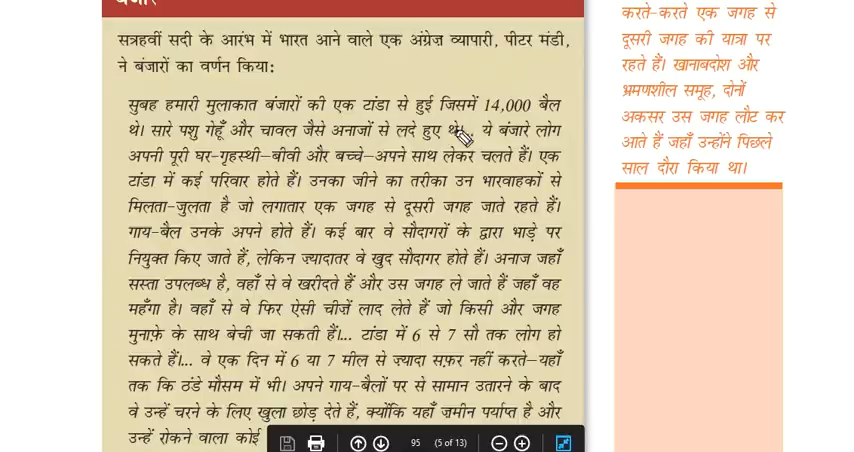 सत्रहवीं सदी के आरंभ में भारत आने वाले एक अंग्रेज व्यापारी, पीटर मंडी,
ने बंजारों का वर्णन किया:
सुबह हमारी मुलाकात बंजारों की एक टांडा से हुई जिसमें 14,000 बैल
थे। सारे पशु गेहूँ और चावल जैसे अनाजों से लदे हुए थे। ये बंजारे लोग
अपनी पूरी घर-गृहस्थी–बीवी और बच्चे–अपने साथ लेकर चलते हैं। एक
टांडा में कई परिवार होते हैं। उनका जीने का तरीका उन भारवाहकों से
मिलता-जुलता है जो लगातार एक जगह से दूसरी जगह जाते रहते हैं।
गाय-बैल उनके अपने होते हैं। कई बार वे सौदागरों के द्वारा भाड़े पर
नियुक्त किए जाते हैं, लेकिन ज्यादातर वे खुद सौदागर होते हैं। अनाज जहाँ
सस्ता उपलब्ध है, वहाँ से वे खरीदते हैं और उस जगह ले जाते हैं जहाँ वह
महँगा है। वहाँ से वे फिर ऐसी चीज़ें लाद लेते हैं जो किसी और जगह
मुनाफ़े के साथ बेची जा सकती हैं।... टांडा में 6 से 7 सौ तक लोग हो
सकते हैं।... वे एक दिन में 6 या 7 मील से ज्यादा सफ़र नहीं करते–यहाँ
तक कि ठंडे मौसम में भी। अपने गाय-बैलों पर से सामान उतारने के बाद
वे उन्हें चरने के लिए खुला छोड़ देते हैं, क्योंकि यहाँ ज़मीन पर्याप्त है और
उन्हें रोकने वाला कोई
करते-करते एक जगह से
दूसरी जगह की यात्रा पर
रहते हैं। खानाबदोश और
भ्रमणशील समूह, दोनों
अकसर उस जगह लौट कर
आते हैं जहाँ उन्होंने पिछले
साल दौरा किया था।
95 (5 of 13)